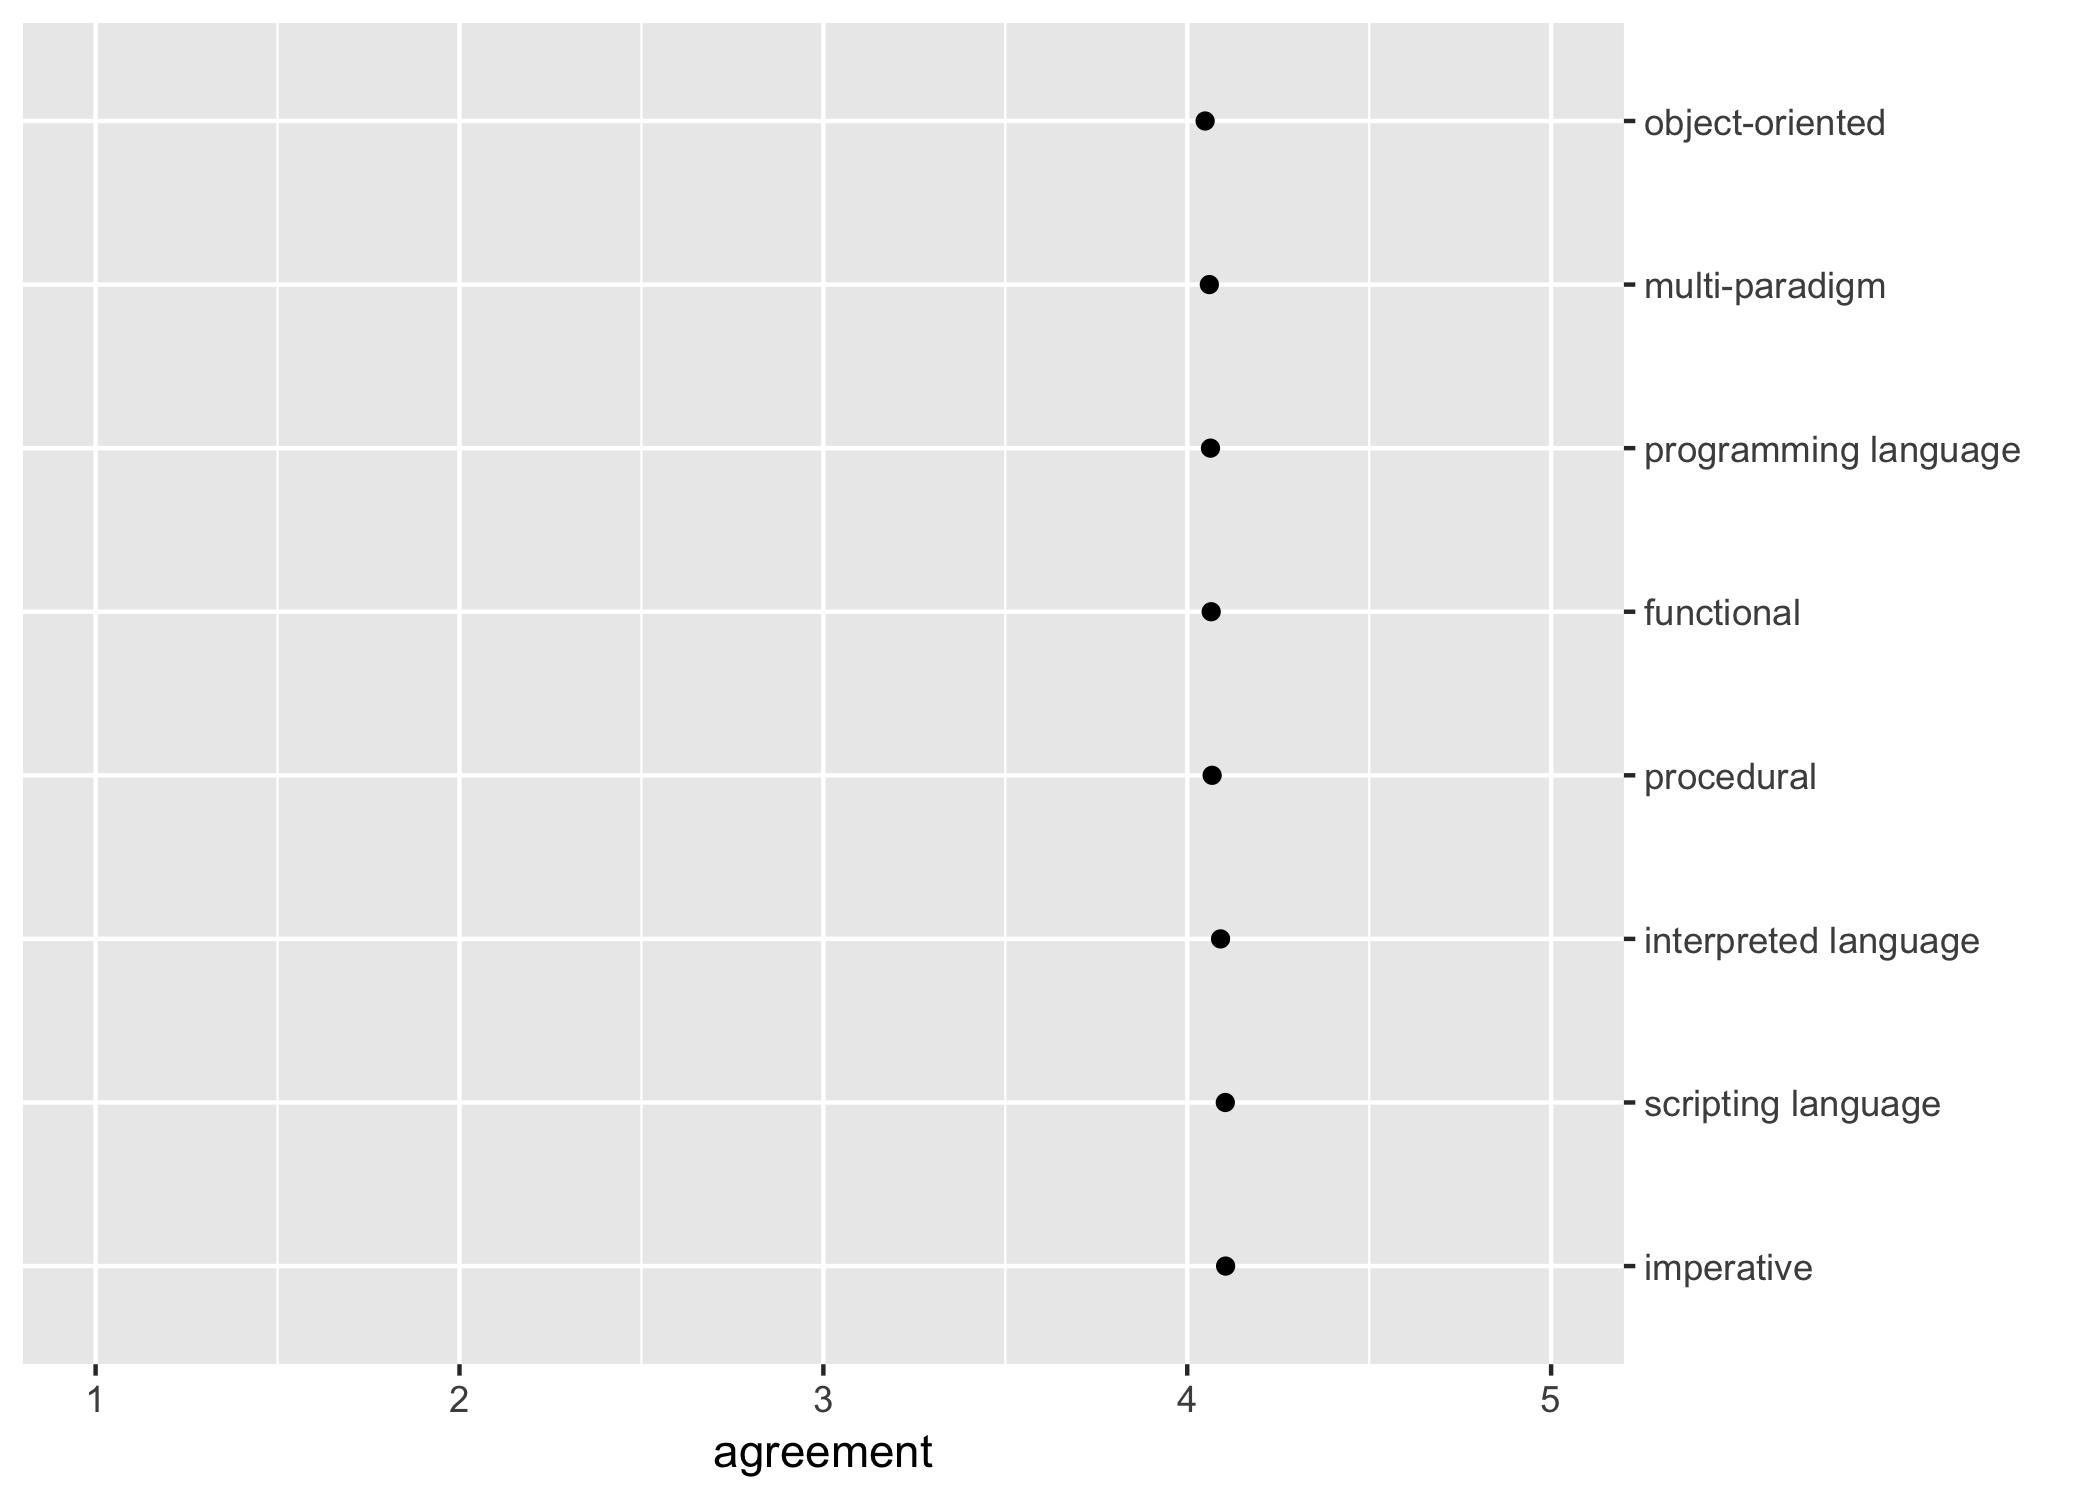 object-oriented
multi-paradigm
programming language
functional
procedural
interpreted language
scripting language
imperative
1 2 3 4 5
agreement